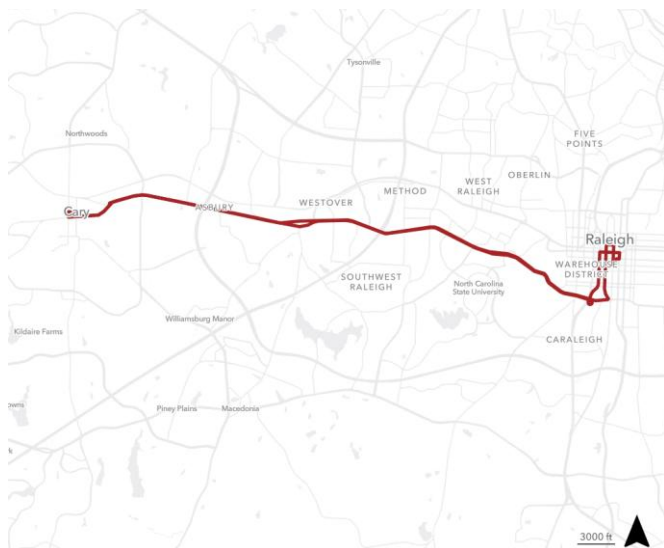 Tysonville
Northwoods
FIVE
POINTS
OBERLIN
WEST
RALEIGH
METHOD
WESTOVER
ASBURY
Cary
Raleigh
WAREHOUSE
DISTRICT
SOUTHWEST
RALEIGH
North Carolina
State University
Williamsburg Manor
Kildaire Farms
CARALEIGH
Piney Plains
Macedonia
3000 ft